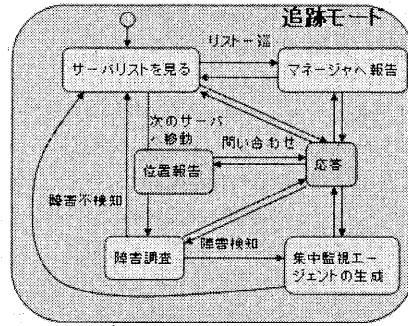 追跡モード
リスト一巡
サーバリストを見る
マネージャへ報告
次のサーバ
へ移動
問い合わせ
位置報告
応答
障害不検知
障害検知
障害調査
集中監視エー
ジェントの生成